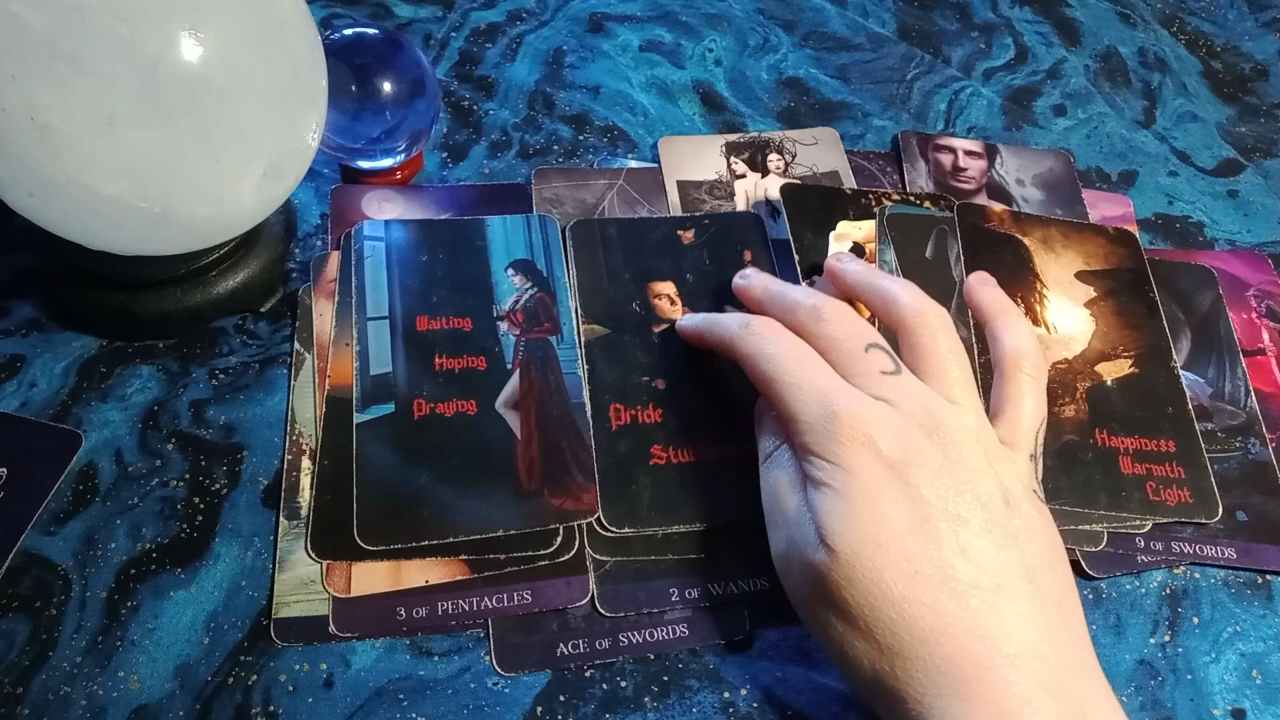 Waiting
Hoping
Praying
Pride
Happiness
Warmth
Light
3 OF PENTACLES
2 OF WANDS
ACE OF SWORDS
9 OF SWORDS